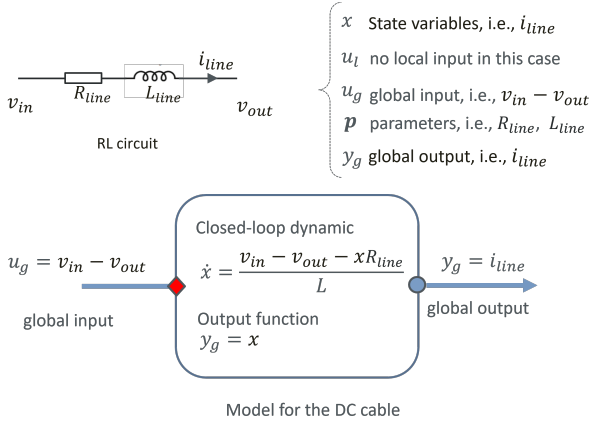 i_line
R_line L_line
v_in
v_out
RL circuit
x State variables, i.e., i_line
u_l no local input in this case
u_g global input, i.e., v_in − v_out
p parameters, i.e., R_line, L_line
y_g global output, i.e., i_line
Closed-loop dynamic
u_g = v_in − v_out
ẋ = (v_in − v_out − xR_line) / L
y_g = i_line
global input
global output
Output function
y_g = x
Model for the DC cable